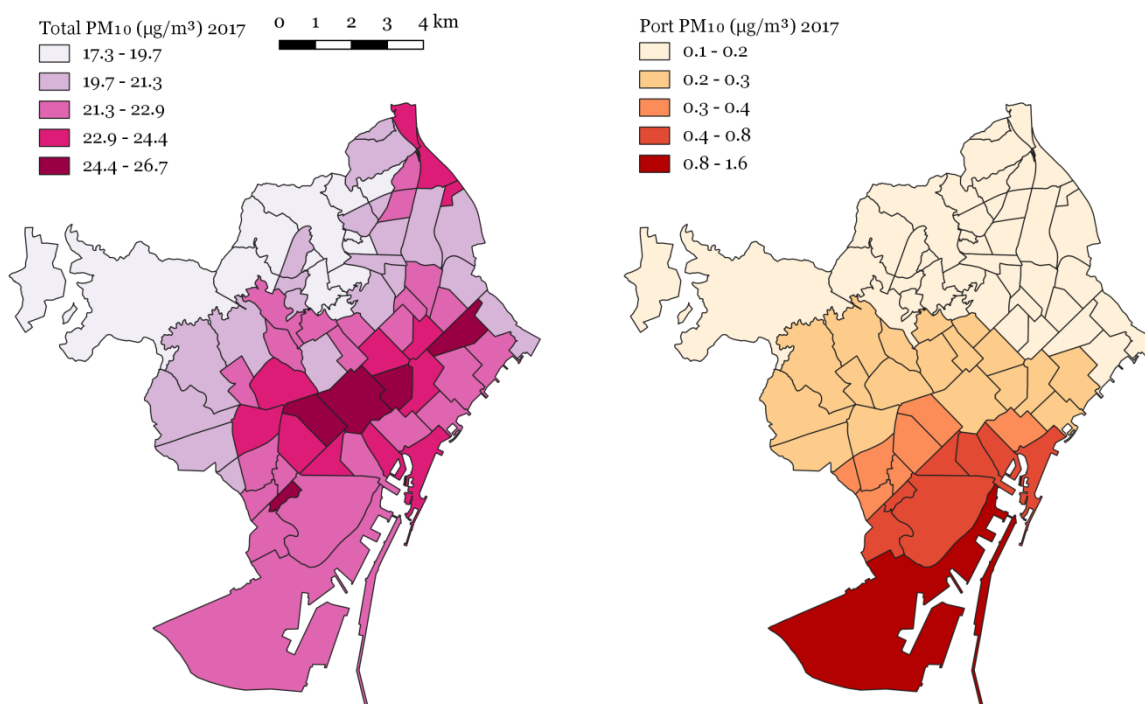 Total PM10 (µg/m³) 2017
17.3 - 19.7
19.7 - 21.3
21.3 - 22.9
22.9 - 24.4
24.4 - 26.7
0 1 2 3 4 km
Port PM10 (µg/m³) 2017
0.1 - 0.2
0.2 - 0.3
0.3 - 0.4
0.4 - 0.8
0.8 - 1.6